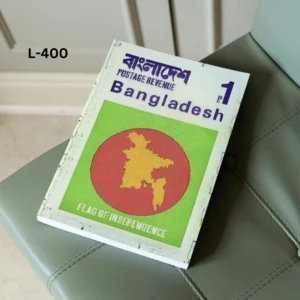 L-400
বাংলাদেশ
POSTAGE REVENUE
P. 1
Bangladesh
FLAG OF INDEPENDENCE